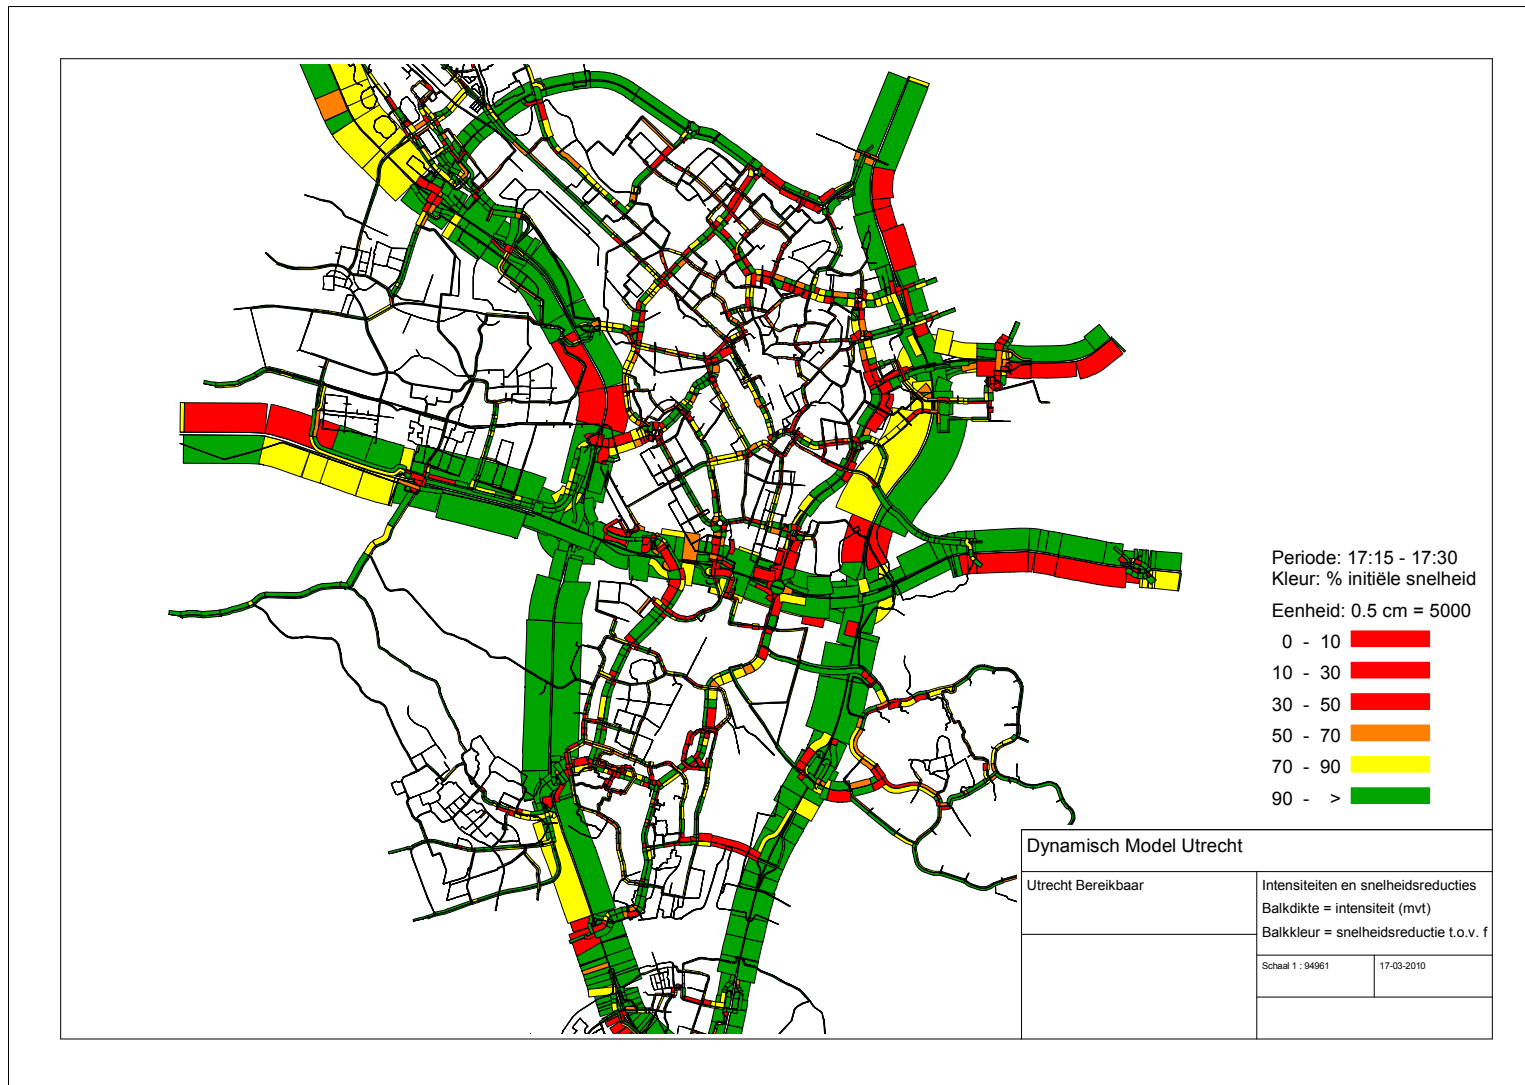 Periode: 17:15 - 17:30
Kleur: % initiële snelheid
Eenheid: 0.5 cm = 5000
0 - 10
10 - 30
30 - 50
50 - 70
70 - 90
90 - >
Dynamisch Model Utrecht
Utrecht Bereikbaar
Intensiteiten en snelheidsreducties
Balkdikte = intensiteit (mvt)
Balkkleur = snelheidsreductie t.o.v. f
Schaal 1 : 94961
17-03-2010